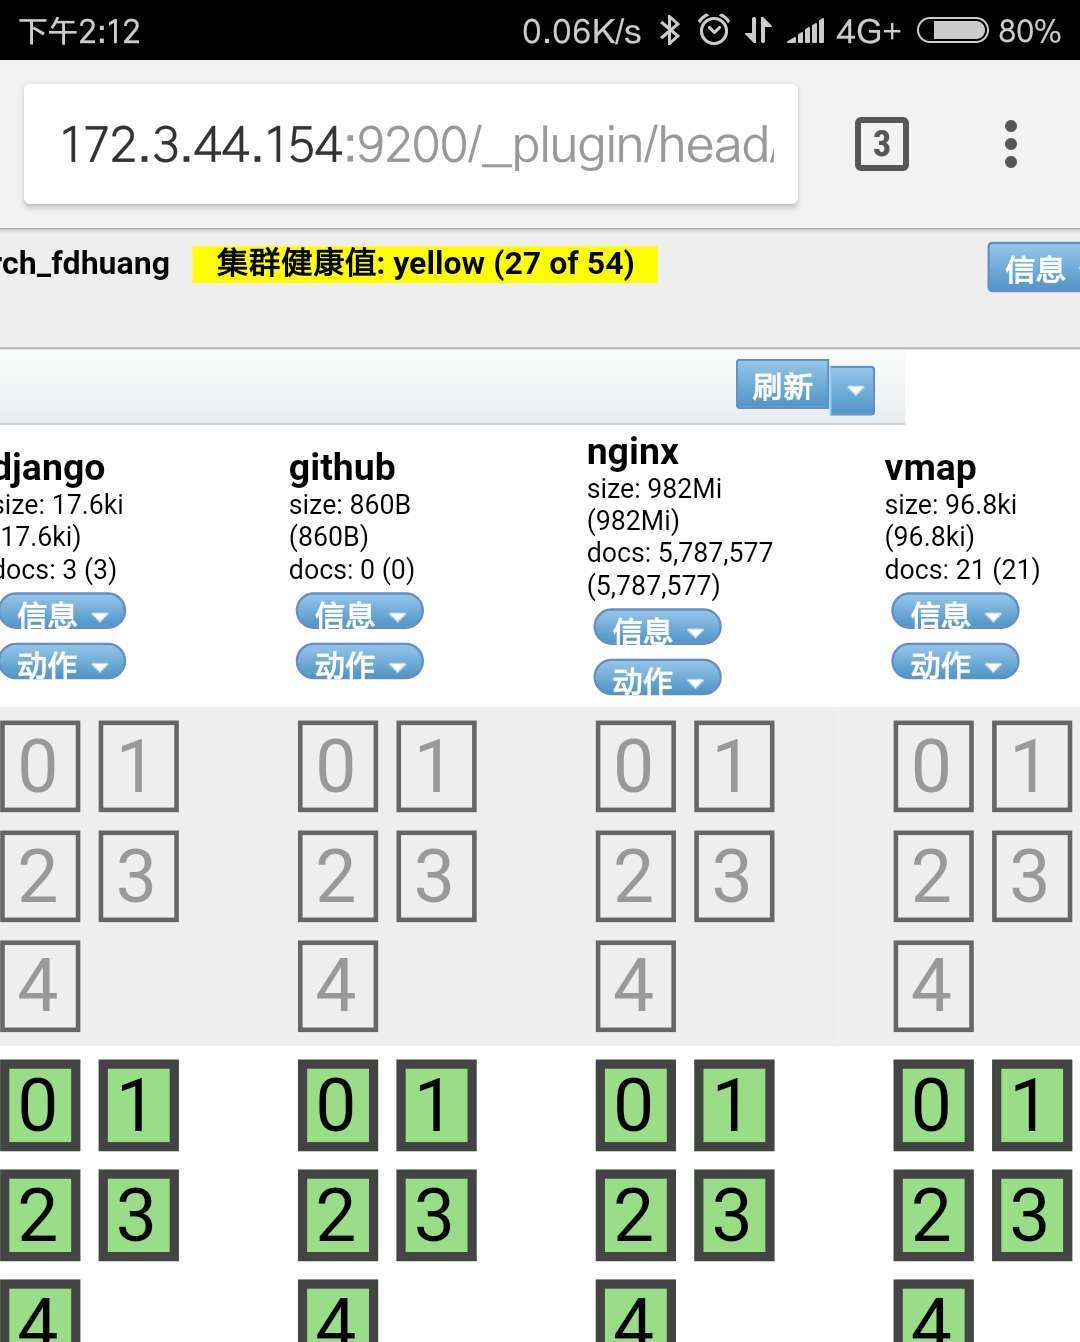 下午2:12 0.06K/s 4G+ 80%
172.3.44.154:9200/_plugin/head/ 3
rch_fdhuang 集群健康值: yellow (27 of 54) 信息
刷新
django github nginx vmap
size: 17.6ki size: 860B size: 982Mi size: 96.8ki
17.6ki) (860B) (982Mi) (96.8ki)
docs: 3 (3) docs: 0 (0) docs: 5,787,577 docs: 21 (21)
(5,787,577)
信息 信息 信息 信息
动作 动作 动作 动作
0 1 0 1 0 1 0 1
2 3 2 3 2 3 2 3
4 4 4 4
0 1 0 1 0 1 0 1
2 3 2 3 2 3 2 3
4 4 4 4